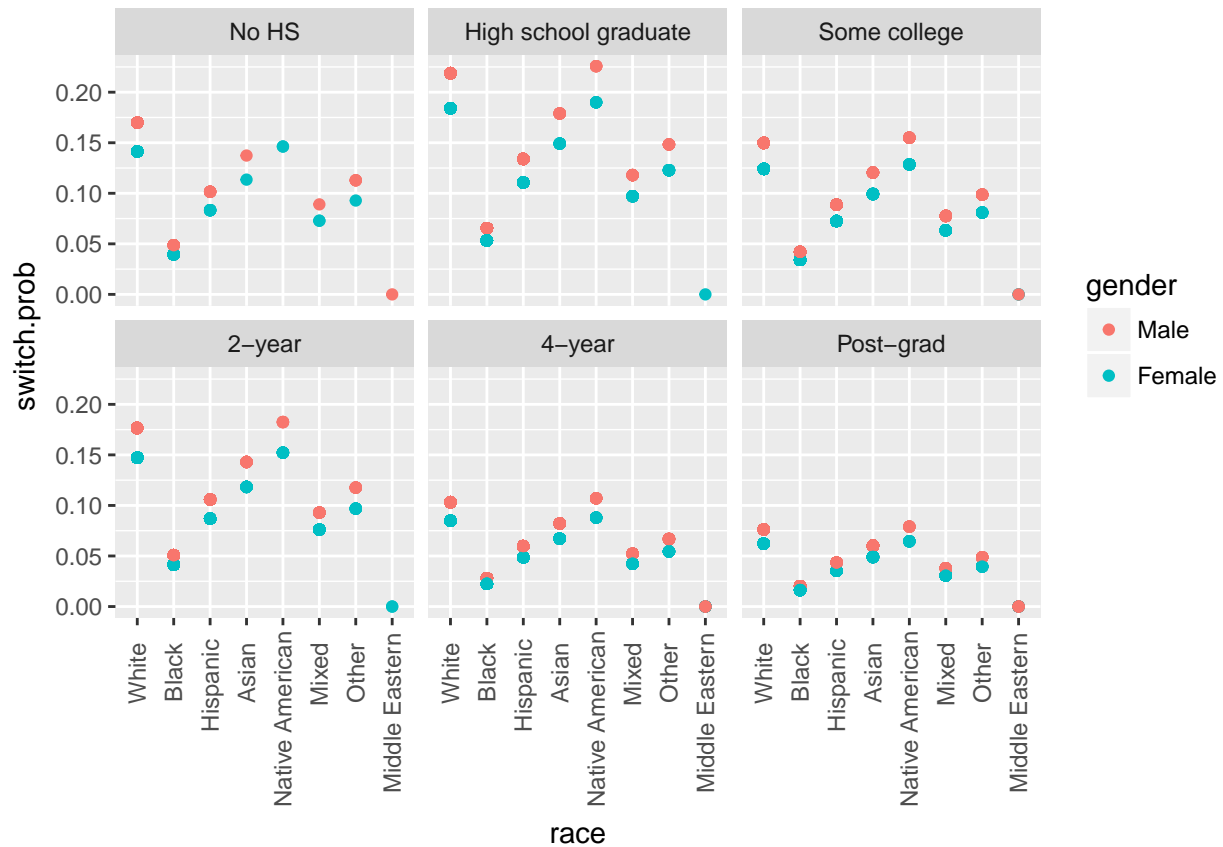 No HS
High school graduate
Some college
0.20
0.15
0.10
0.05
0.00
2−year
4−year
Post−grad
0.20
0.15
0.10
0.05
0.00
White
Black
Hispanic
Asian
Native American
Mixed
Other
Middle Eastern
White
Black
Hispanic
Asian
Native American
Mixed
Other
Middle Eastern
White
Black
Hispanic
Asian
Native American
Mixed
Other
Middle Eastern
race
switch.prob
gender
Male
Female